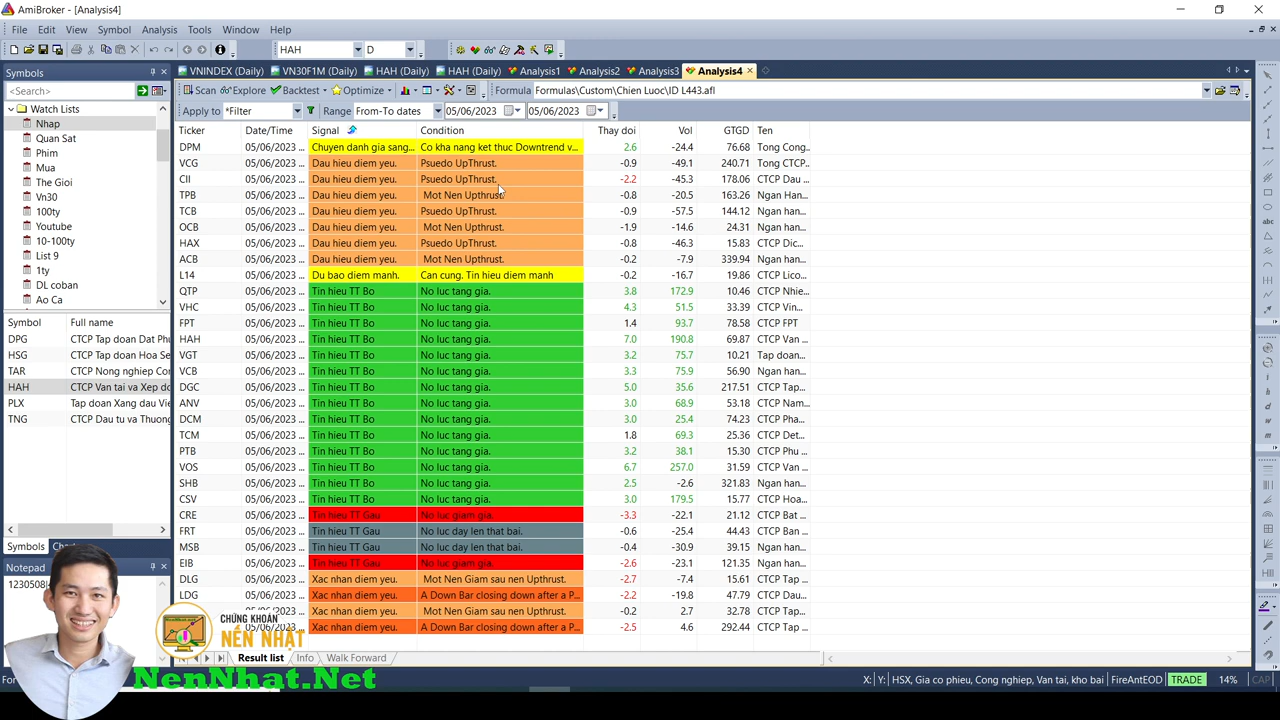 AmiBroker - [Analysis4]
File Edit View Symbol Analysis Tools Window Help
HAH D
Symbols
VNINDEX (Daily) VN30F1M (Daily) HAH (Daily) HAH (Daily) Analysis1 Analysis2 Analysis3 Analysis4
<Search>
Scan Explore Backtest Optimize Formula Formulas\Custom\Chien Luoc\ID L443.afl
Apply to *Filter Range From-To dates 05/06/2023 05/06/2023
Watch Lists
Nhap
Quan Sat
Phim
Mua
The Gioi
Vn30
100ty
Youtube
10-100ty
List 9
1ty
DL coban
Ao Ca
Symbol Full name
DPG CTCP Tap doan Dat Phu
HSG CTCP Tap doan Hoa Se
TAR CTCP Nong nghiep Con
HAH CTCP Van tai va Xep do
PLX Tap doan Xang dau Vie
TNG CTCP Dau tu va Thuong
Symbols Ch
Notepad
1230508
Ticker Date/Time Signal Condition Thay doi Vol GTGD Ten
DPM 05/06/2023 ... Chuyen danh gia sang... Co kha nang ket thuc Downtrend v... 2.6 -24.4 76.68 Tong Cong...
VCG 05/06/2023 ... Dau hieu diem yeu. Psuedo UpThrust. -0.9 -49.1 240.71 Tong CTCP...
CII 05/06/2023 ... Dau hieu diem yeu. Psuedo UpThrust. -2.2 -45.3 178.06 CTCP Dau ...
TPB 05/06/2023 ... Dau hieu diem yeu. Mot Nen Upthrust. -0.8 -20.5 163.26 Ngan Han...
TCB 05/06/2023 ... Dau hieu diem yeu. Psuedo UpThrust. -0.9 -57.5 144.12 Ngan han...
OCB 05/06/2023 ... Dau hieu diem yeu. Mot Nen Upthrust. -1.9 -14.6 24.31 Ngan han...
HAX 05/06/2023 ... Dau hieu diem yeu. Psuedo UpThrust. -0.8 -46.3 15.83 CTCP Dic...
ACB 05/06/2023 ... Dau hieu diem yeu. Mot Nen Upthrust. -0.2 -7.9 339.94 Ngan han...
L14 05/06/2023 ... Du bao diem manh. Can cung. Tin hieu diem manh -0.2 -16.7 19.86 CTCP Lico...
QTP 05/06/2023 ... Tin hieu TT Bo No luc tang gia. 3.8 172.9 10.46 CTCP Nhie...
VHC 05/06/2023 ... Tin hieu TT Bo No luc tang gia. 4.3 51.5 33.39 CTCP Vin...
FPT 05/06/2023 ... Tin hieu TT Bo No luc tang gia. 1.4 93.7 78.58 CTCP FPT
HAH 05/06/2023 ... Tin hieu TT Bo No luc tang gia. 7.0 190.8 69.87 CTCP Van ...
VGT 05/06/2023 ... Tin hieu TT Bo No luc tang gia. 3.2 75.7 10.21 Tap doan...
VCB 05/06/2023 ... Tin hieu TT Bo No luc tang gia. 3.3 75.9 56.90 Ngan han...
DGC 05/06/2023 ... Tin hieu TT Bo No luc tang gia. 5.0 35.6 217.51 CTCP Tap...
ANV 05/06/2023 ... Tin hieu TT Bo No luc tang gia. 3.0 68.9 53.18 CTCP Nam...
DCM 05/06/2023 ... Tin hieu TT Bo No luc tang gia. 3.0 25.4 74.23 CTCP Pha...
TCM 05/06/2023 ... Tin hieu TT Bo No luc tang gia. 1.8 69.3 25.36 CTCP Det...
PTB 05/06/2023 ... Tin hieu TT Bo No luc tang gia. 3.2 38.1 15.30 CTCP Phu ...
VOS 05/06/2023 ... Tin hieu TT Bo No luc tang gia. 6.7 257.0 31.59 CTCP Van ...
SHB 05/06/2023 ... Tin hieu TT Bo No luc tang gia. 2.5 -2.6 321.83 Ngan han...
CSV 05/06/2023 ... Tin hieu TT Bo No luc tang gia. 3.0 179.5 15.77 CTCP Hoa...
CRE 05/06/2023 ... Tin hieu TT Gau No luc giam gia. -3.3 -22.1 21.12 CTCP Bat ...
FRT 05/06/2023 ... Tin hieu TT Gau No luc day len that bai. -0.6 -25.4 44.43 CTCP Ban ...
MSB 05/06/2023 ... Tin hieu TT Gau No luc day len that bai. -0.4 -30.9 39.15 Ngan han...
EIB 05/06/2023 ... Tin hieu TT Gau No luc giam gia. -2.6 -23.1 121.35 Ngan han...
DLG 05/06/2023 ... Xac nhan diem yeu. Mot Nen Giam sau nen Upthrust. -2.7 -7.4 15.61 CTCP Tap ...
LDG 05/06/2023 ... Xac nhan diem yeu. A Down Bar closing down after a P... -2.2 -19.8 47.79 CTCP Dau...
05/06/2023 ... Xac nhan diem yeu. Mot Nen Giam sau nen Upthrust. -0.2 2.7 32.78 CTCP Tap ...
Xac nhan diem yeu. A Down Bar closing down after a P... -2.5 4.6 292.44 CTCP Tap ...
CHỨNG KHOÁN
NẾN NHẬT
Result list Info Walk Forward
NenNhat.Net
For
X: Y: HSX, Gia co phieu, Cong nghiep, Van tai, kho bai FireAntEOD TRADE 14% CAP